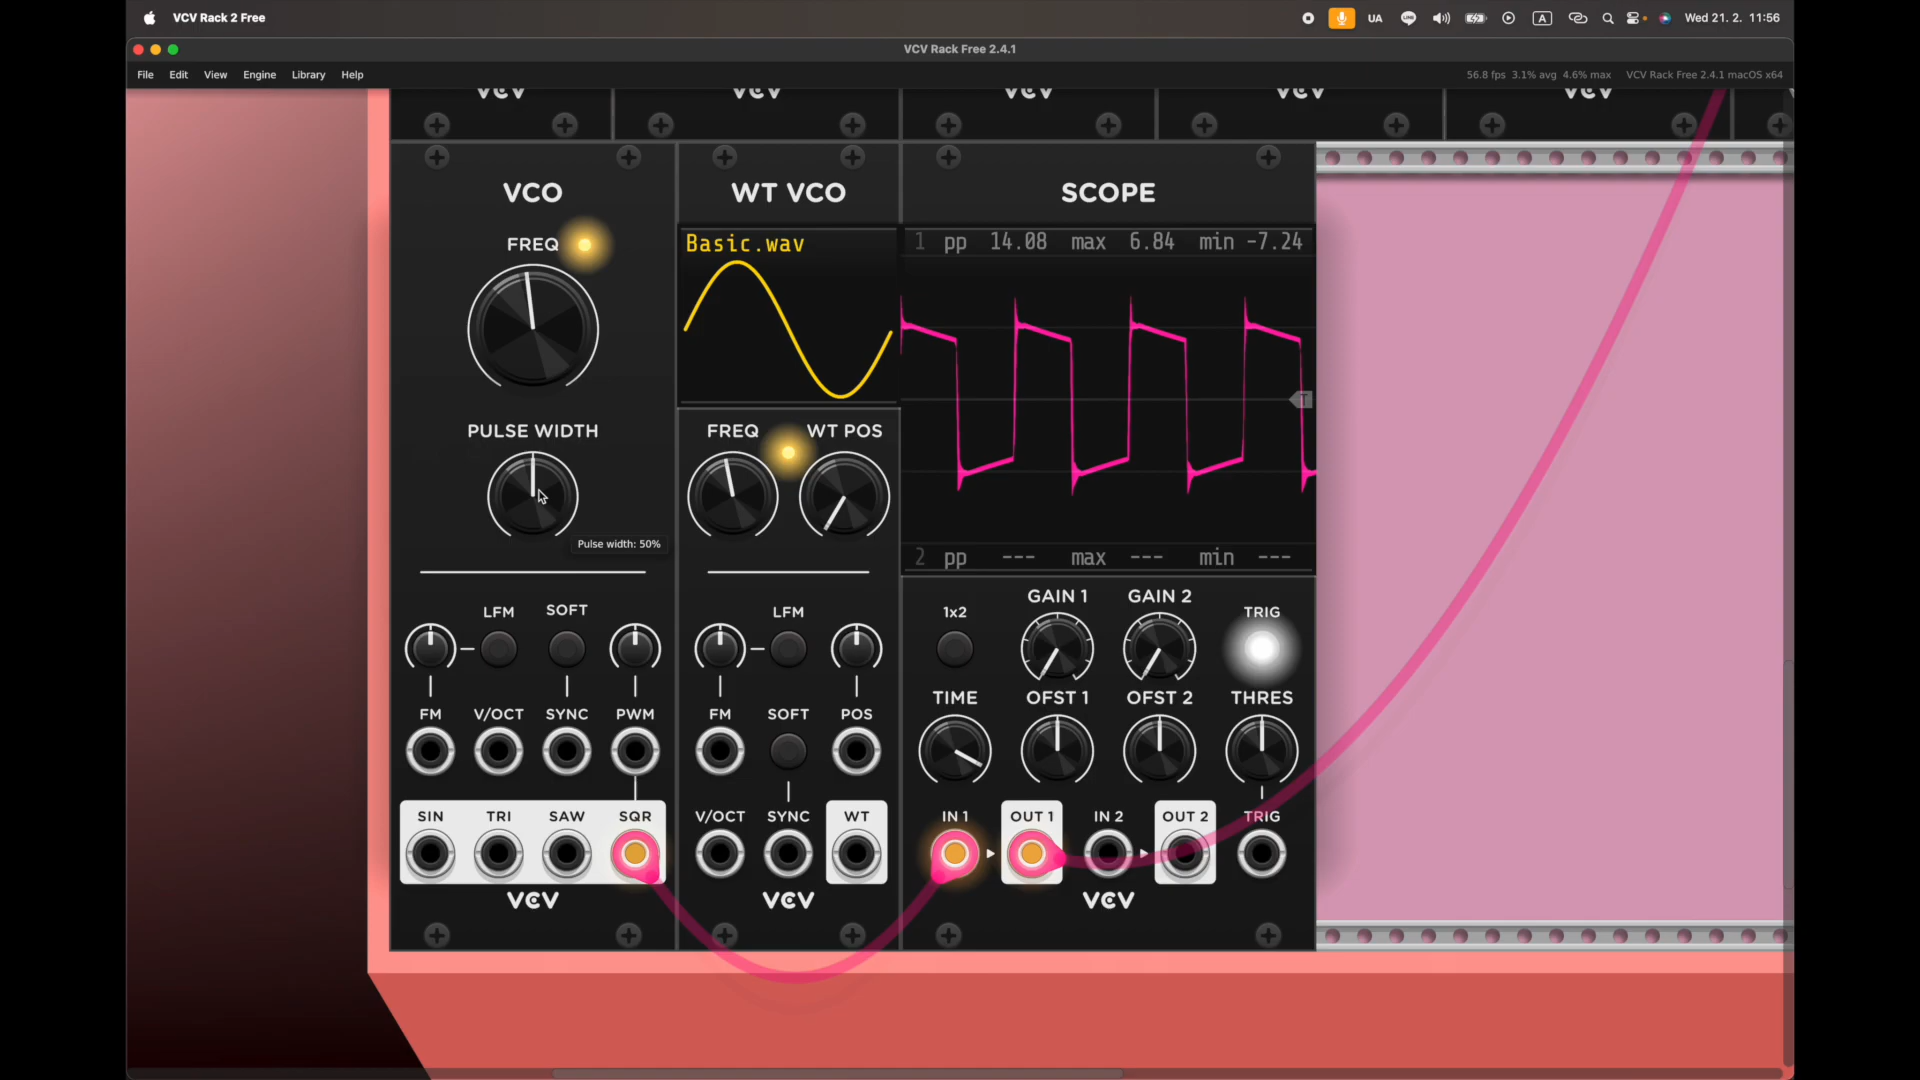 VCV Rack 2 Free
UA
A
Wed 21. 2. 11:56
VCV Rack Free 2.4.1
File Edit View Engine Library Help
56.8 fps 3.1% avg 4.6% max VCV Rack Free 2.4.1 macOS x64
VCV VCV VCV VCV VCV
VCO
WT VCO
SCOPE
FREQ
Basic.wav
1 pp 14.08 max 6.84 min -7.24
T
PULSE WIDTH
FREQ WT POS
Pulse width: 50%
2 pp --- max --- min ---
LFM SOFT
LFM
1x2 GAIN 1 GAIN 2 TRIG
TIME OFST 1 OFST 2 THRES
FM V/OCT SYNC PWM
FM SOFT POS
SIN TRI SAW SQR
V/OCT SYNC WT
IN 1 OUT 1 IN 2 OUT 2 TRIG
VCV VCV VCV